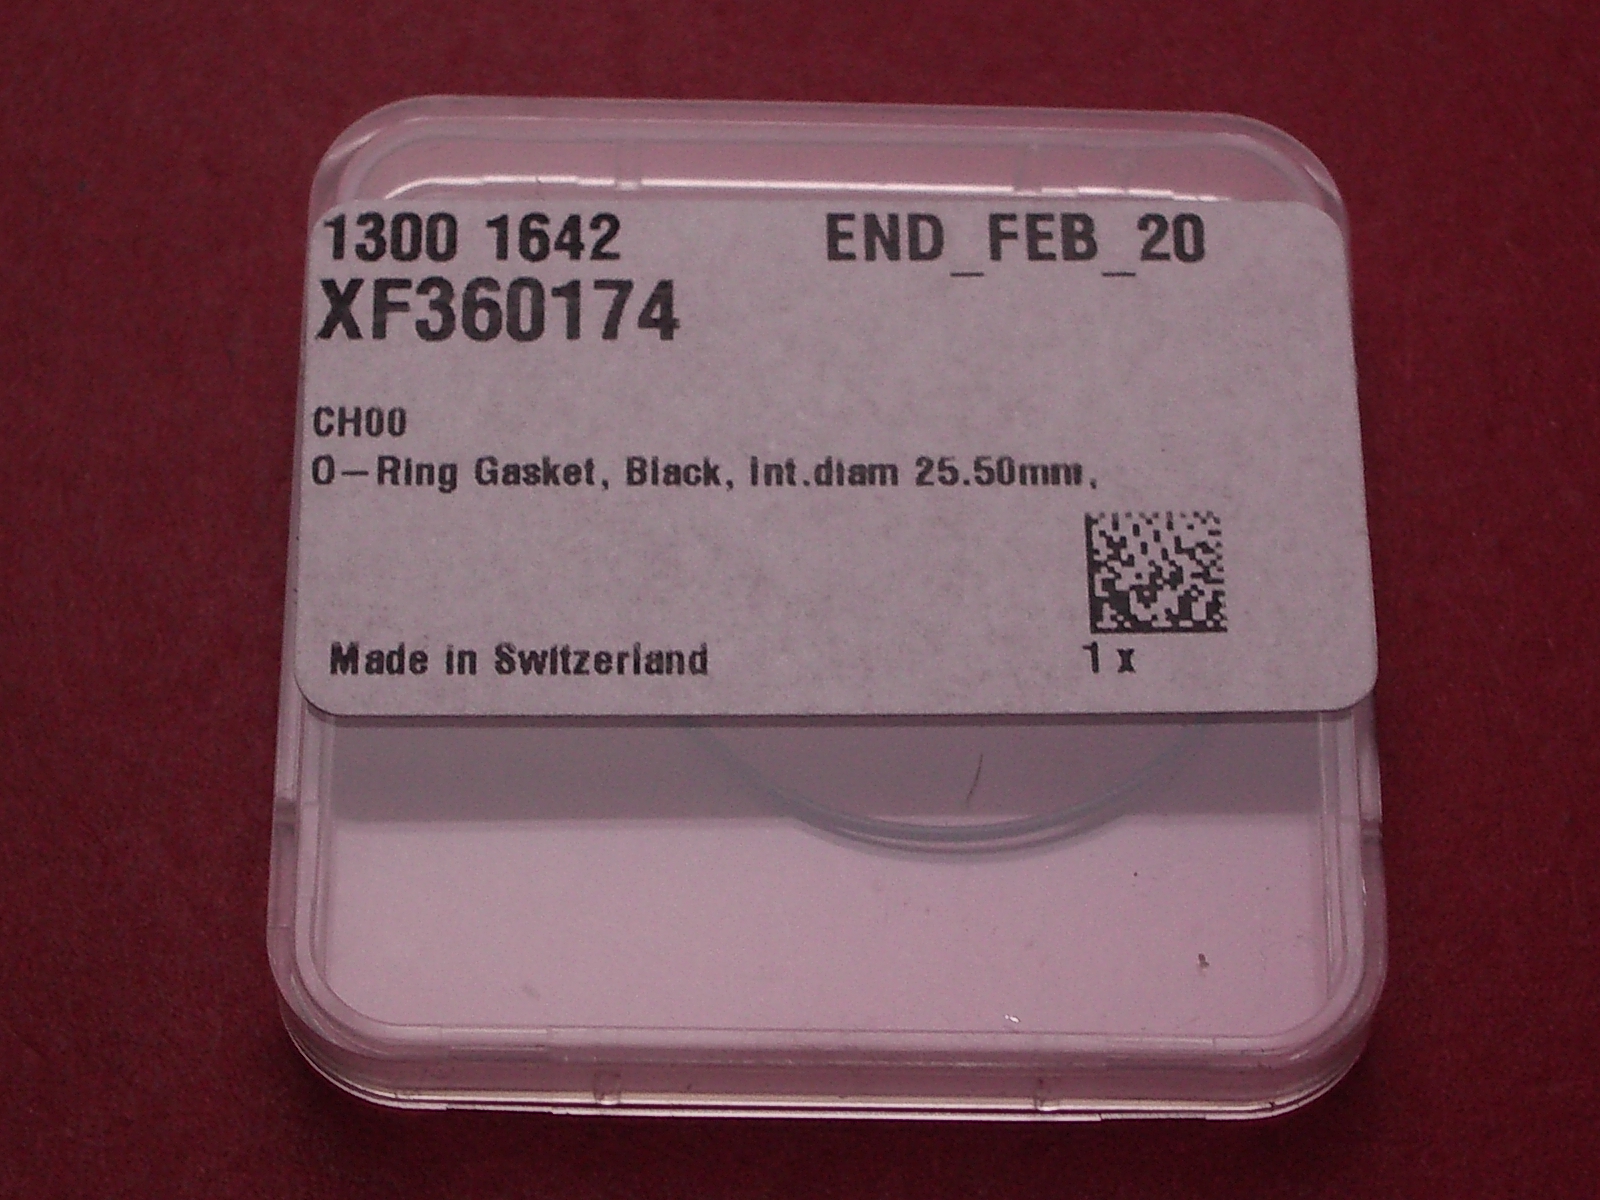 1300 1642 END_FEB_20
XF360174
CH00
O-Ring Gasket, Black, int.diam 25.50mm,
Made in Switzerland 1 x